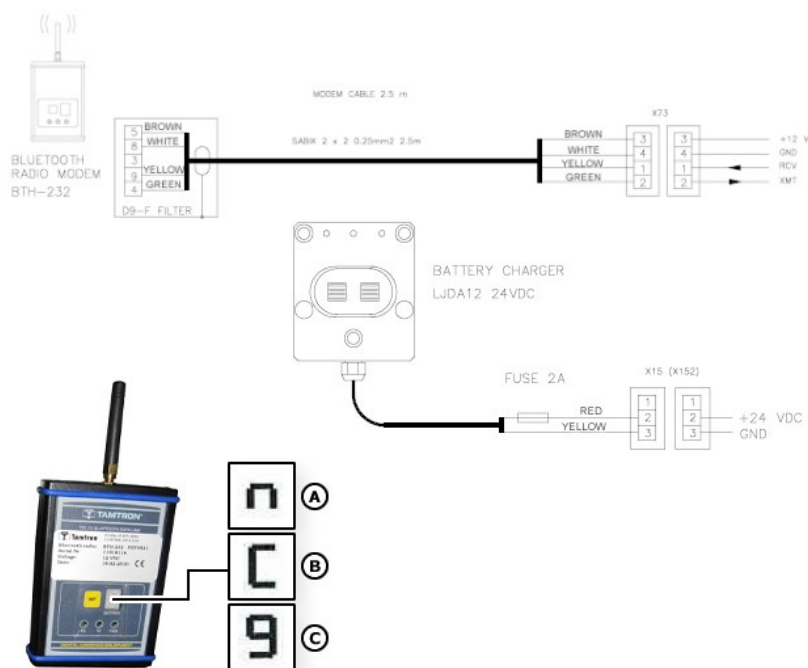 MODEM CABLE 2.5 m
X73
5 BROWN
8 WHITE
3
9 YELLOW
4 GREEN
D9-F FILTER
SABIX 2 x 2 0.25mm2 2.5m
BROWN 3 3 +12 V
WHITE 4 4 GND
YELLOW 1 1 RCV
GREEN 2 2 XMT
BLUETOOTH
RADIO MODEM
BTH-232
BATTERY CHARGER
LJDA12 24VDC
FUSE 2A
X15 (X152)
1 1
RED 2 2 +24 VDC
YELLOW 3 3 GND
TAMTRON
Tamtron
n A
C B
9 C